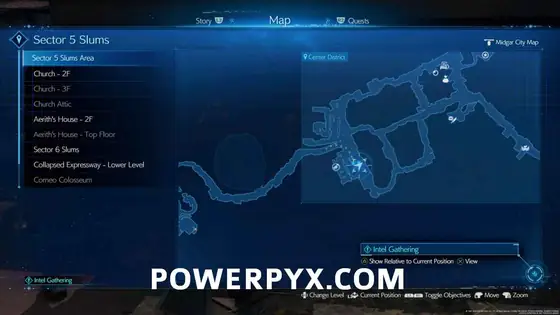 Story Map Quests
Sector 5 Slums
Midgar City Map
Sector 5 Slums Area
Center District
Church - 2F
Church - 3F
Church Attic
Aerith's House - 2F
Aerith's House - Top Floor
Sector 6 Slums
Collapsed Expressway - Lower Level
Corneo Colosseum
Intel Gathering
Show Relative to Current Position View
Intel Gathering
POWERPYX.COM
Change Level Current Position Toggle Objectives Move Zoom